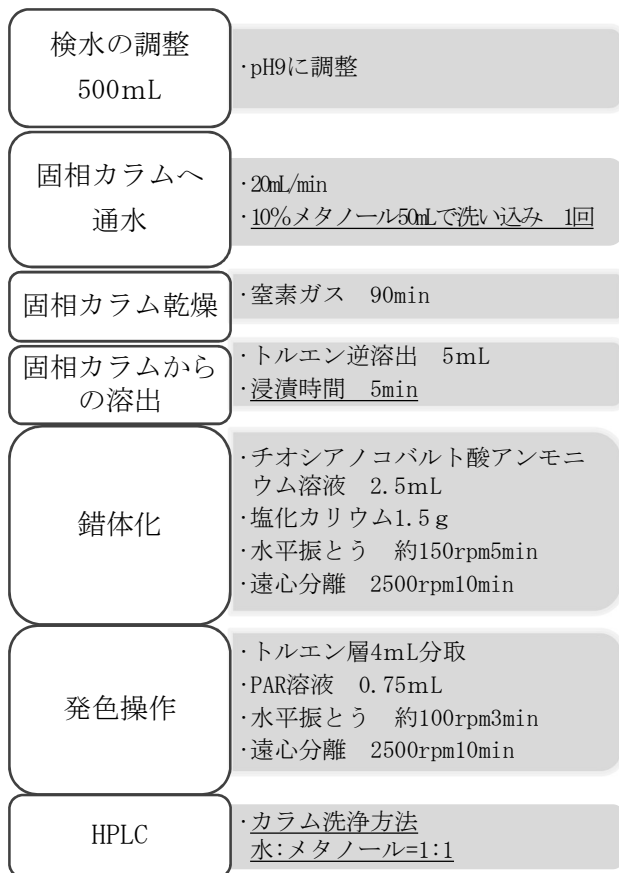 検水の調整
500mL
・pH9に調整
固相カラムへ
通水
・20mL/min
・10%メタノール50mLで洗い込み　1回
固相カラム乾燥
・窒素ガス　90min
固相カラムから
の溶出
・トルエン逆溶出　5mL
・浸漬時間　5min
錯体化
・チオシアノコバルト酸アンモニ
ウム溶液　2.5mL
・塩化カリウム1.5g
・水平振とう　約150rpm5min
・遠心分離　2500rpm10min
発色操作
・トルエン層4mL分取
・PAR溶液　0.75mL
・水平振とう　約100rpm3min
・遠心分離　2500rpm10min
HPLC
・カラム洗浄方法
水:メタノール=1:1